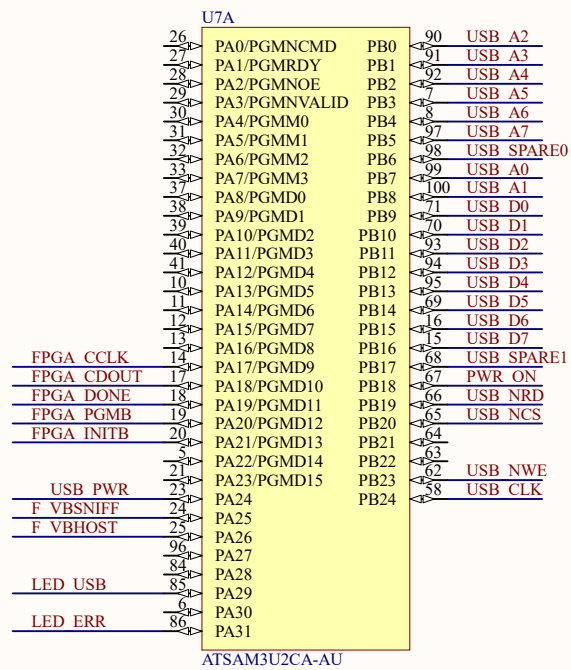 U7A
26 PA0/PGMNCMD PB0 90 USB_A2
27 PA1/PGMRDY PB1 91 USB_A3
28 PA2/PGMNOE PB2 92 USB_A4
29 PA3/PGMNVALID PB3 7 USB_A5
30 PA4/PGMM0 PB4 8 USB_A6
31 PA5/PGMM1 PB5 97 USB_A7
32 PA6/PGMM2 PB6 98 USB_SPARE0
33 PA7/PGMM3 PB7 99 USB_A0
37 PA8/PGMD0 PB8 100 USB_A1
38 PA9/PGMD1 PB9 71 USB_D0
39 PA10/PGMD2 PB10 70 USB_D1
40 PA11/PGMD3 PB11 93 USB_D2
41 PA12/PGMD4 PB12 94 USB_D3
10 PA13/PGMD5 PB13 95 USB_D4
11 PA14/PGMD6 PB14 69 USB_D5
12 PA15/PGMD7 PB15 16 USB_D6
13 PA16/PGMD8 PB16 15 USB_D7
FPGA_CCLK 14 PA17/PGMD9 PB17 68 USB_SPARE1
FPGA_CDOUT 17 PA18/PGMD10 PB18 67 PWR_ON
FPGA_DONE 18 PA19/PGMD11 PB19 66 USB_NRD
FPGA_PGMB 19 PA20/PGMD12 PB20 65 USB_NCS
FPGA_INITB 20 PA21/PGMD13 PB21 64
5 PA22/PGMD14 PB22 63
21 PA23/PGMD15 PB23 62 USB_NWE
USB_PWR 23 PA24 PB24 58 USB_CLK
F_VBSNIFF 24 PA25
F_VBHOST 25 PA26
96 PA27
84 PA28
LED_USB 85 PA29
6 PA30
LED_ERR 86 PA31
ATSAM3U2CA-AU